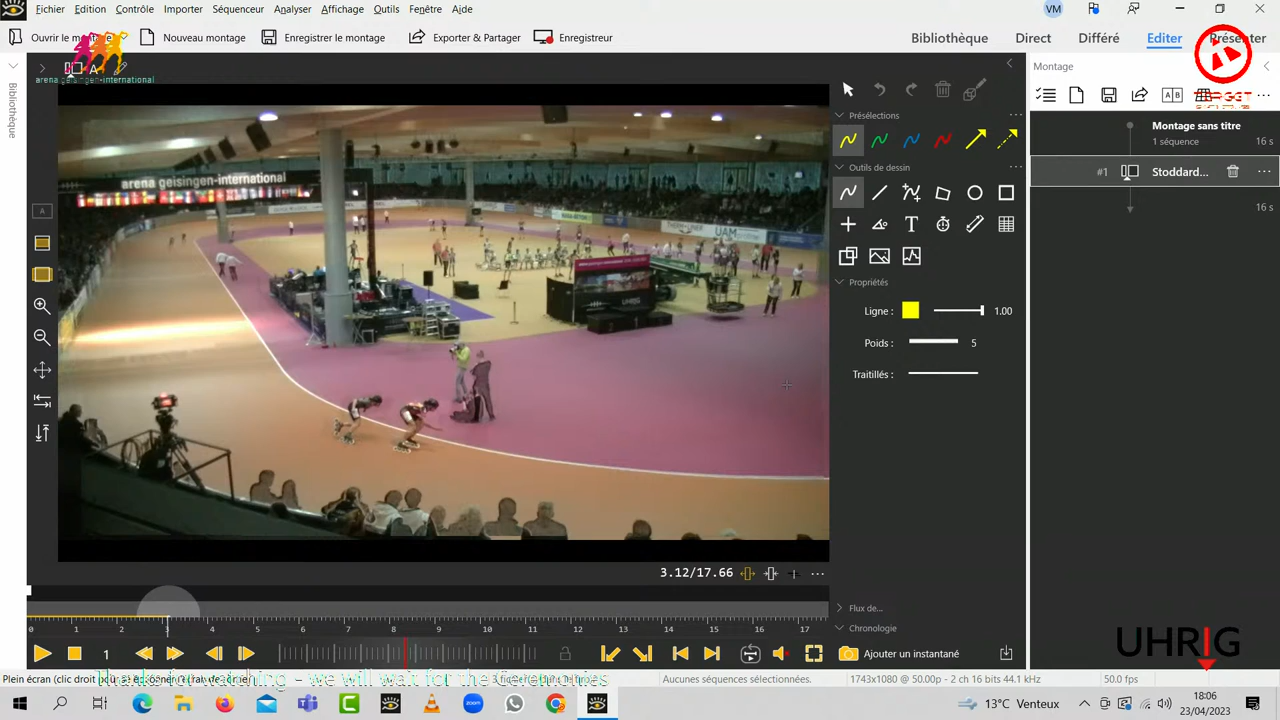 Fichier Edition Contrôle Importer Séquenceur Analyser Affichage Outils Fenêtre Aide VM
Ouvrir le montage Nouveau montage Enregistrer le montage Exporter & Partager Enregistreur Bibliothèque Direct Différé Editer Présenter
arena geisingen-international
Bibliothèque
arena geisingen-international
UAM
UHRIG
Présélections
Outils de dessin
Propriétés
Ligne : 1.00
Poids : 5
Traitillés :
Flux de...
Chronologie
Ajouter un instantané
Montage
Montage sans titre
1 séquence 16 s
#1 Stoddard...
16 s
3.12/17.66
0 1 2 3 4 5 6 7 8 9 10 11 12 13 14 15 16 17
1
UHRIG
Aucunes séquences sélectionnées
1743x1080 @ 50.00p - 2 ch 16 bits 44.1 kHz
50.0 fps
13°C Venteux
18:06
23/04/2023